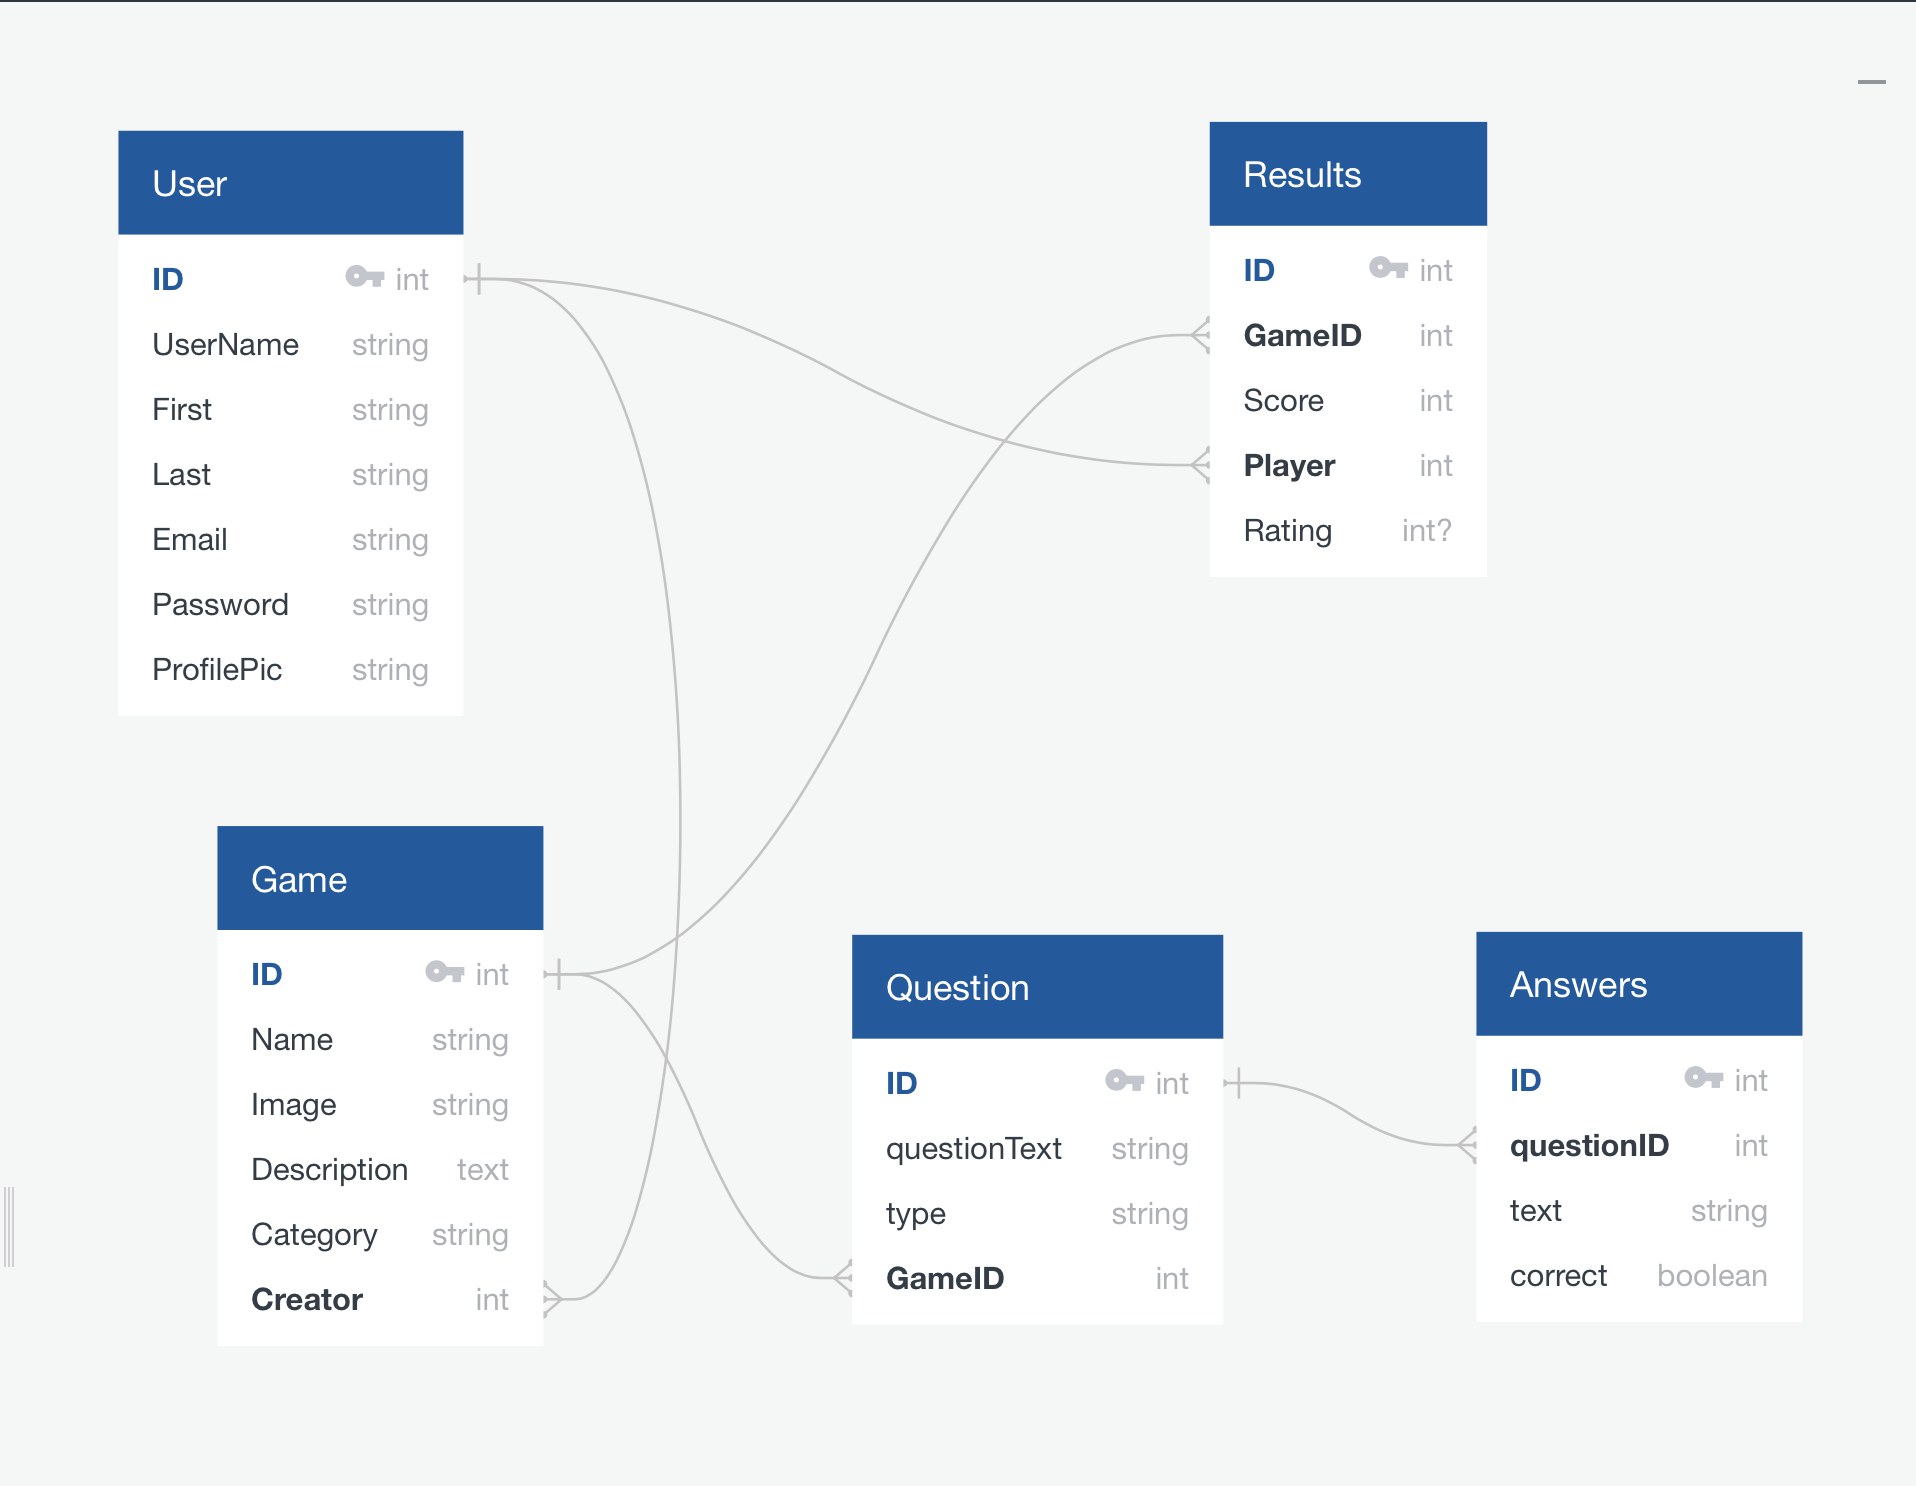 User
ID int
UserName string
First string
Last string
Email string
Password string
ProfilePic string
Results
ID int
GameID int
Score int
Player int
Rating int?
Game
ID int
Name string
Image string
Description text
Category string
Creator int
Question
ID int
questionText string
type string
GameID int
Answers
ID int
questionID int
text string
correct boolean